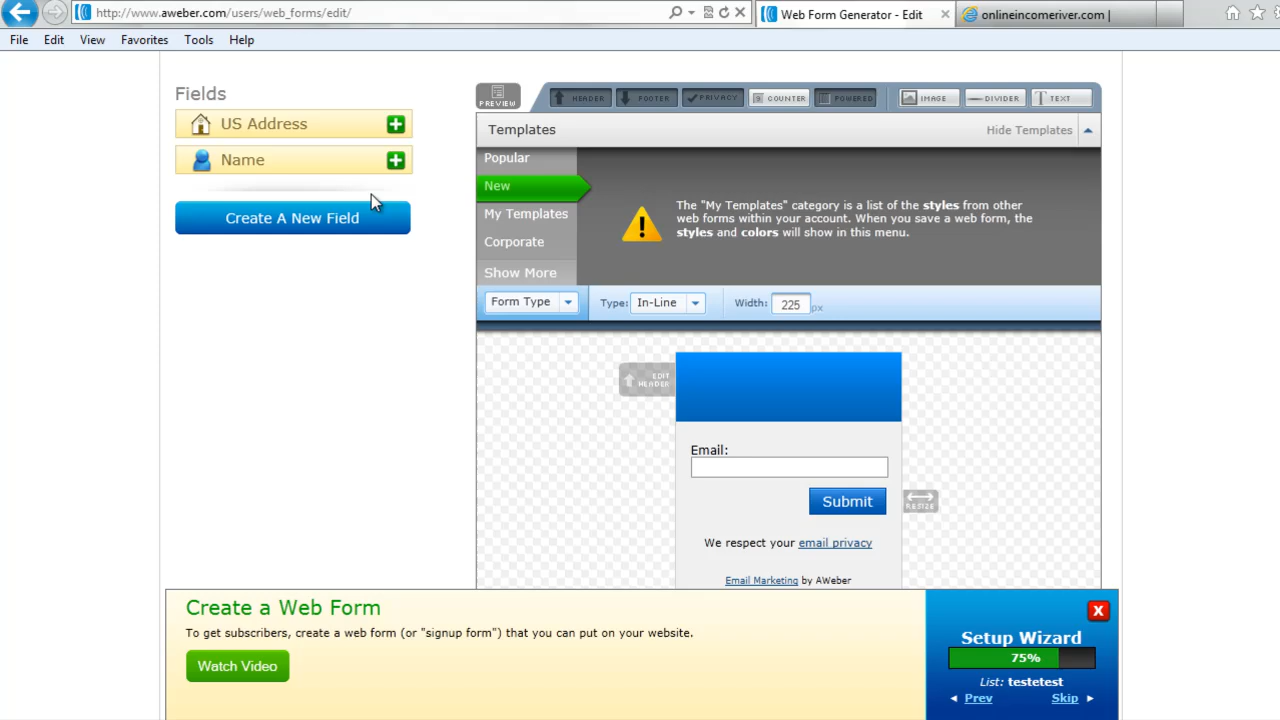 http://www.aweber.com/users/web_forms/edit/
Web Form Generator - Edit
onlineincomeriver.com |
File Edit View Favorites Tools Help
Fields
US Address
Name
Create A New Field
PREVIEW
HEADER
FOOTER
PRIVACY
COUNTER
POWERED
IMAGE
DIVIDER
TEXT
Templates
Hide Templates
Popular
New
My Templates
Corporate
Show More
The "My Templates" category is a list of the styles from other
web forms within your account. When you save a web form, the
styles and colors will show in this menu.
Form Type
Type: In-Line
Width: 225 px
EDIT
HEADER
Email:
Submit
RESIZE
We respect your email privacy
Email Marketing by AWeber
Create a Web Form
To get subscribers, create a web form (or "signup form") that you can put on your website.
Watch Video
X
Setup Wizard
75%
List: testetest
Prev
Skip